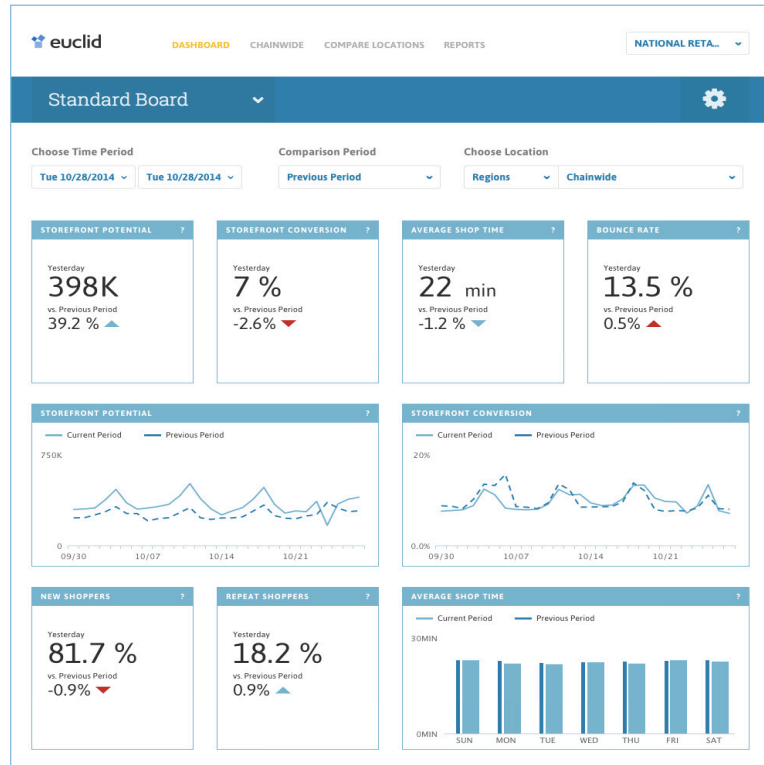 euclid
DASHBOARD CHAINWIDE COMPARE LOCATIONS REPORTS
NATIONAL RETA...
Standard Board
Choose Time Period Comparison Period Choose Location
Tue 10/28/2014 Tue 10/28/2014 Previous Period Regions Chainwide
STOREFRONT POTENTIAL ?
Yesterday
398K
vs. Previous Period
39.2 %
STOREFRONT CONVERSION ?
Yesterday
7 %
vs. Previous Period
-2.6%
AVERAGE SHOP TIME ?
Yesterday
22 min
vs. Previous Period
-1.2 %
BOUNCE RATE ?
Yesterday
13.5 %
vs. Previous Period
0.5%
STOREFRONT POTENTIAL ?
Current Period Previous Period
750K
0
09/30 10/07 10/14 10/21
STOREFRONT CONVERSION ?
Current Period Previous Period
20%
0.0%
09/30 10/07 10/14 10/21
NEW SHOPPERS ?
Yesterday
81.7 %
vs. Previous Period
-0.9%
REPEAT SHOPPERS ?
Yesterday
18.2 %
vs. Previous Period
0.9%
AVERAGE SHOP TIME ?
Current Period Previous Period
30MIN
0MIN
SUN MON TUE WED THU FRI SAT